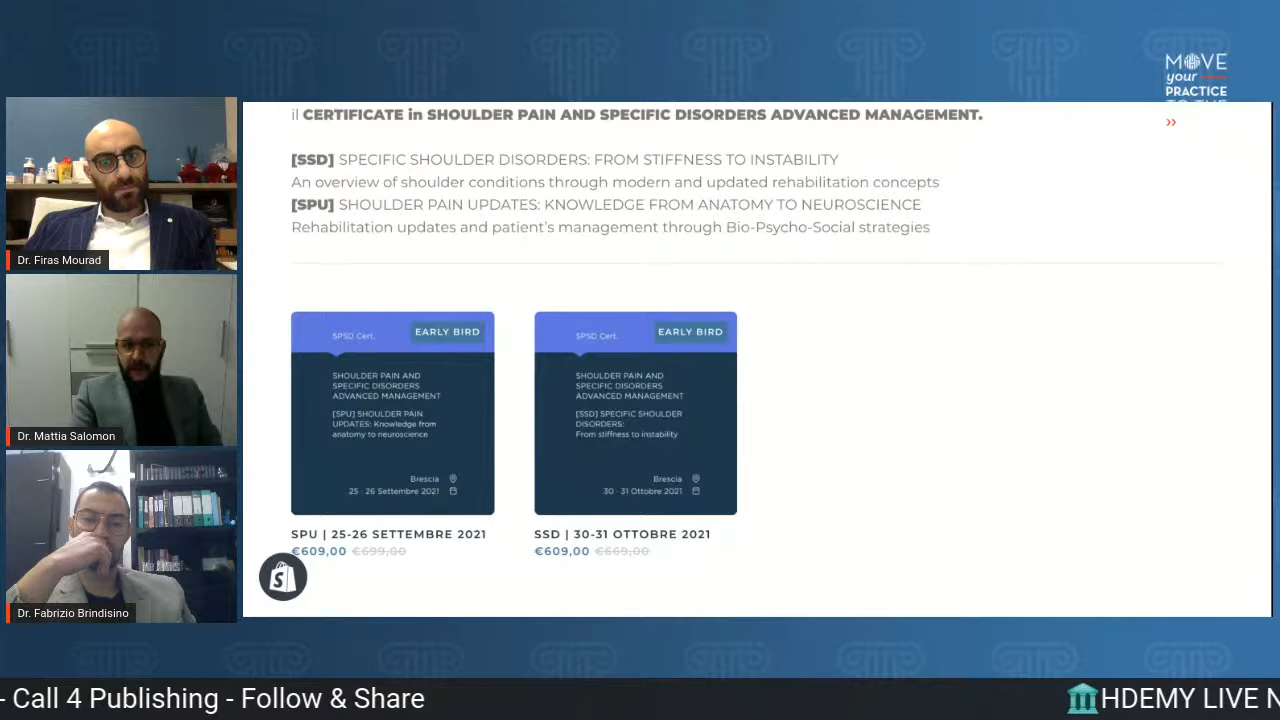 MOVE
your
PRACTICE
il CERTIFICATE in SHOULDER PAIN AND SPECIFIC DISORDERS ADVANCED MANAGEMENT.
[SSD] SPECIFIC SHOULDER DISORDERS: FROM STIFFNESS TO INSTABILITY
An overview of shoulder conditions through modern and updated rehabilitation concepts
[SPU] SHOULDER PAIN UPDATES: KNOWLEDGE FROM ANATOMY TO NEUROSCIENCE
Rehabilitation updates and patient's management through Bio-Psycho-Social strategies
Dr. Firas Mourad
Dr. Mattia Salomon
Dr. Fabrizio Brindisino
SPSD Cert.
EARLY BIRD
SHOULDER PAIN AND
SPECIFIC DISORDERS
ADVANCED MANAGEMENT
[SPU] SHOULDER PAIN
UPDATES: Knowledge from
anatomy to neuroscience
Brescia
25 - 26 Settembre 2021
SPU | 25-26 SETTEMBRE 2021
€609,00 €699,00
SPSD Cert.
EARLY BIRD
SHOULDER PAIN AND
SPECIFIC DISORDERS
ADVANCED MANAGEMENT
[SSD] SPECIFIC SHOULDER
DISORDERS:
From stiffness to instability
Brescia
30 - 31 Ottobre 2021
SSD | 30-31 OTTOBRE 2021
€609,00 €669,00
- Call 4 Publishing - Follow & Share
HDEMY LIVE N